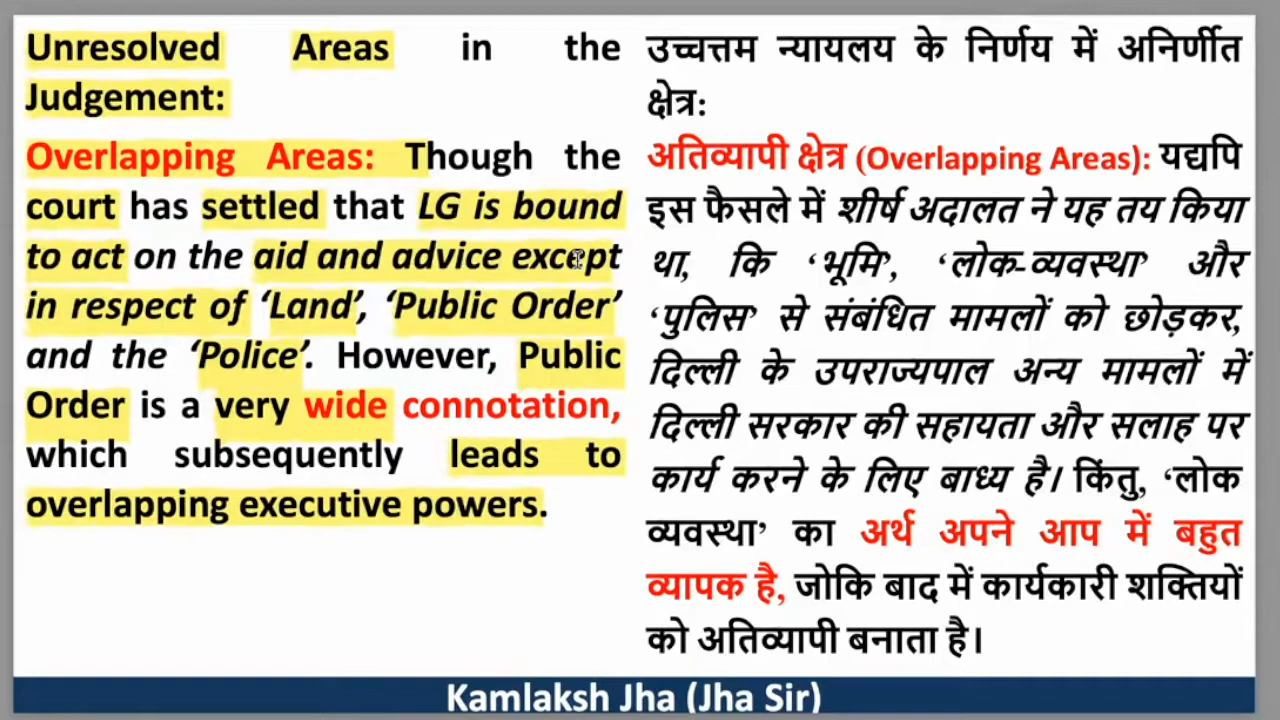 Unresolved Areas in the
Judgement:
Overlapping Areas: Though the
court has settled that LG is bound
to act on the aid and advice except
in respect of ‘Land’, ‘Public Order’
and the ‘Police’. However, Public
Order is a very wide connotation,
which subsequently leads to
overlapping executive powers.
उच्चत्तम न्यायलय के निर्णय में अनिर्णीत
क्षेत्र:
अतिव्यापी क्षेत्र (Overlapping Areas): यद्यपि
इस फैसले में शीर्ष अदालत ने यह तय किया
था, कि ‘भूमि’, ‘लोक-व्यवस्था’ और
‘पुलिस’ से संबंधित मामलों को छोड़कर,
दिल्ली के उपराज्यपाल अन्य मामलों में
दिल्ली सरकार की सहायता और सलाह पर
कार्य करने के लिए बाध्य है। किंतु, ‘लोक
व्यवस्था’ का अर्थ अपने आप में बहुत
व्यापक है, जोकि बाद में कार्यकारी शक्तियों
को अतिव्यापी बनाता है।
Kamlaksh Jha (Jha Sir)